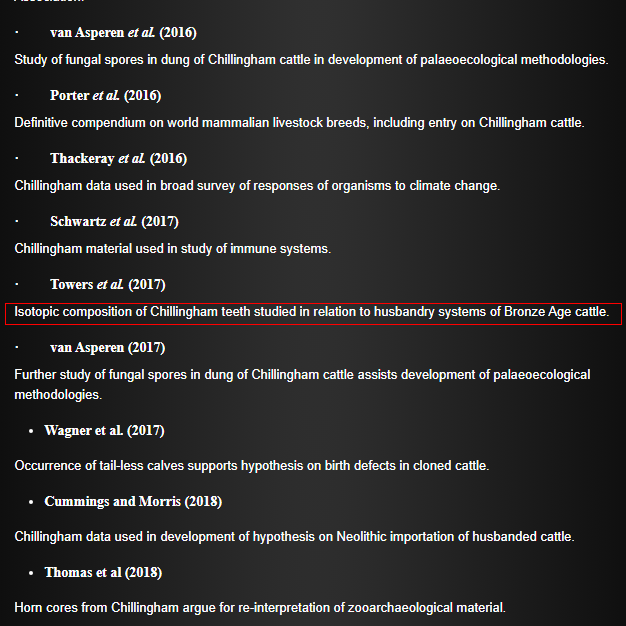 · van Asperen et al. (2016)
Study of fungal spores in dung of Chillingham cattle in development of palaeoecological methodologies.
· Porter et al. (2016)
Definitive compendium on world mammalian livestock breeds, including entry on Chillingham cattle.
· Thackeray et al. (2016)
Chillingham data used in broad survey of responses of organisms to climate change.
· Schwartz et al. (2017)
Chillingham material used in study of immune systems.
· Towers et al. (2017)
Isotopic composition of Chillingham teeth studied in relation to husbandry systems of Bronze Age cattle.
· van Asperen (2017)
Further study of fungal spores in dung of Chillingham cattle assists development of palaeoecological
methodologies.
• Wagner et al. (2017)
Occurrence of tail-less calves supports hypothesis on birth defects in cloned cattle.
• Cummings and Morris (2018)
Chillingham data used in development of hypothesis on Neolithic importation of husbanded cattle.
• Thomas et al (2018)
Horn cores from Chillingham argue for re-interpretation of zooarchaeological material.